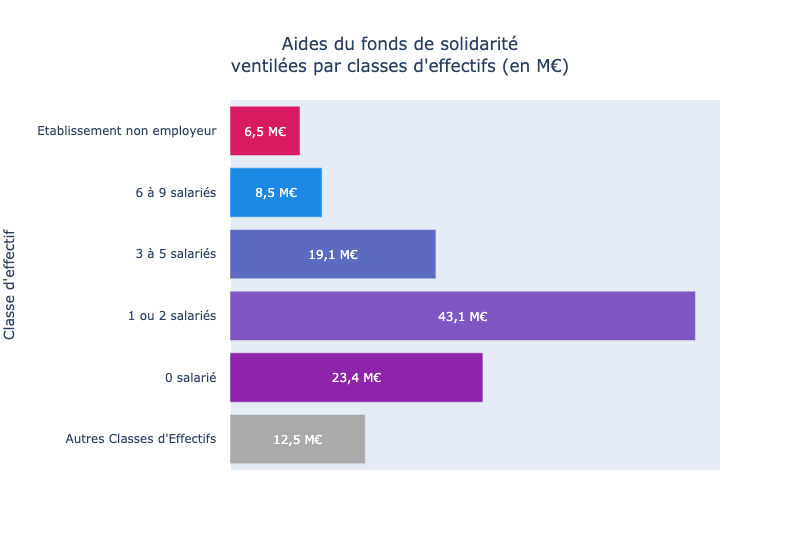 Aides du fonds de solidarité
ventilées par classes d'effectifs (en M€)
Classe d'effectif
Etablissement non employeur
6,5 M€
6 à 9 salariés
8,5 M€
3 à 5 salariés
19,1 M€
1 ou 2 salariés
43,1 M€
0 salarié
23,4 M€
Autres Classes d'Effectifs
12,5 M€